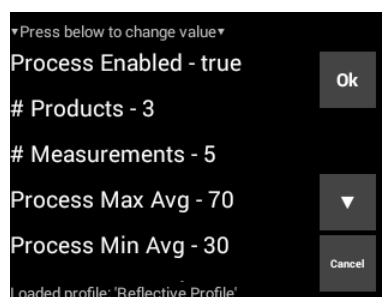 ▾Press below to change value▾
Process Enabled - true
Ok
# Products - 3
# Measurements - 5
Process Max Avg - 70
▼
Process Min Avg - 30
Cancel
Loaded profile: 'Reflective Profile'